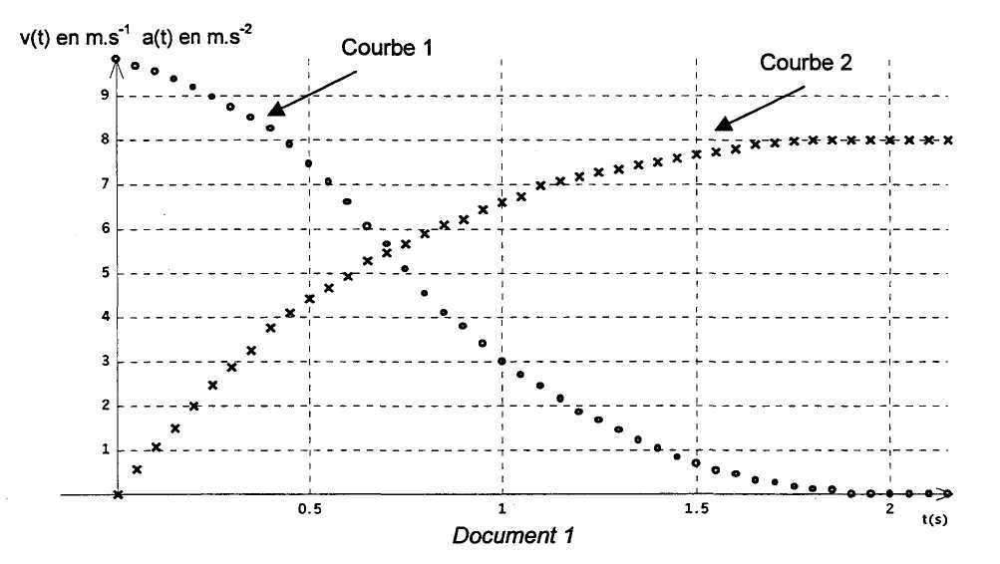 v(t) en m.s⁻¹ a(t) en m.s⁻²
Courbe 1
Courbe 2
9
8
7
6
5
4
3
2
1
0.5 1 1.5 2
t(s)
Document 1